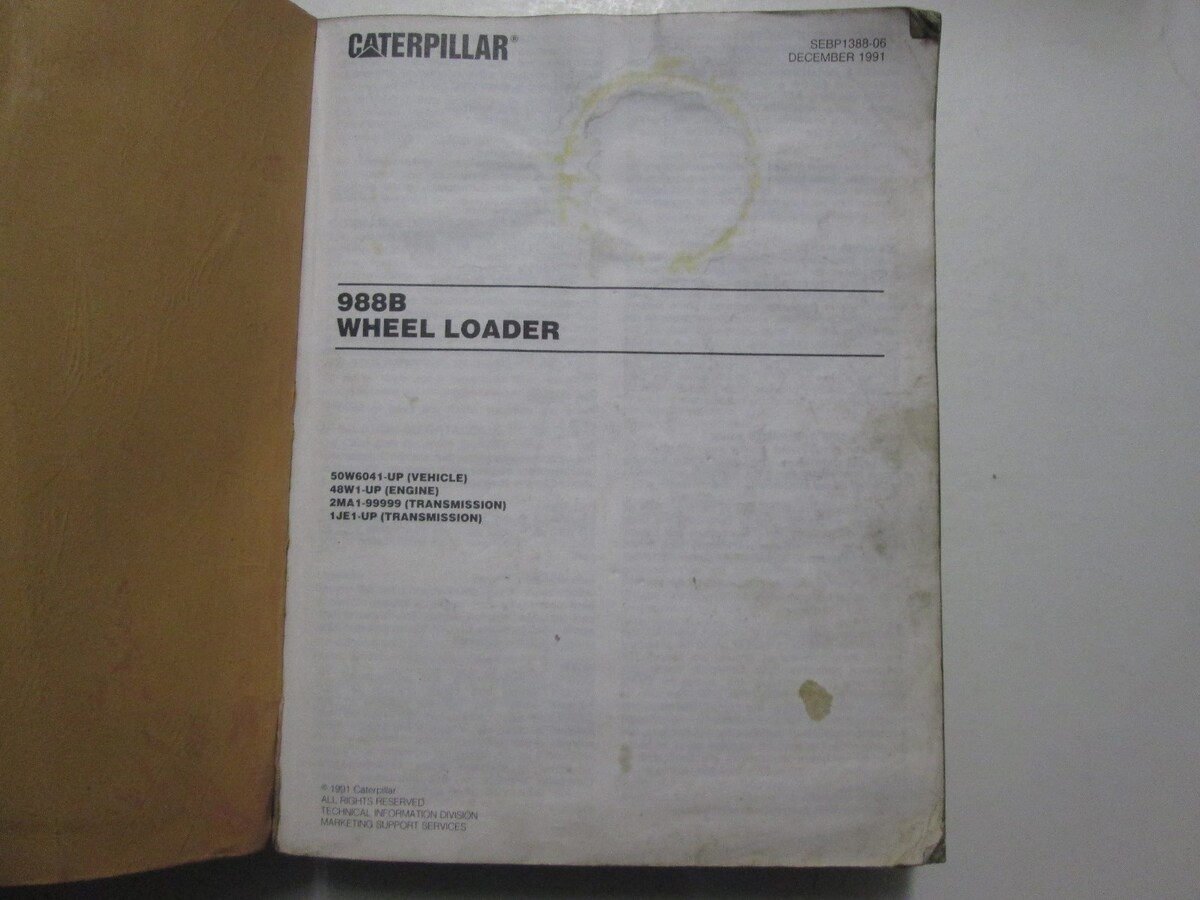 CATERPILLAR®
SEBP1388-06
DECEMBER 1991
988B
WHEEL LOADER
50W6041-UP (VEHICLE)
48W1-UP (ENGINE)
2MA1-99999 (TRANSMISSION)
1JE1-UP (TRANSMISSION)
© 1991 Caterpillar
ALL RIGHTS RESERVED
TECHNICAL INFORMATION DIVISION
MARKETING SUPPORT SERVICES